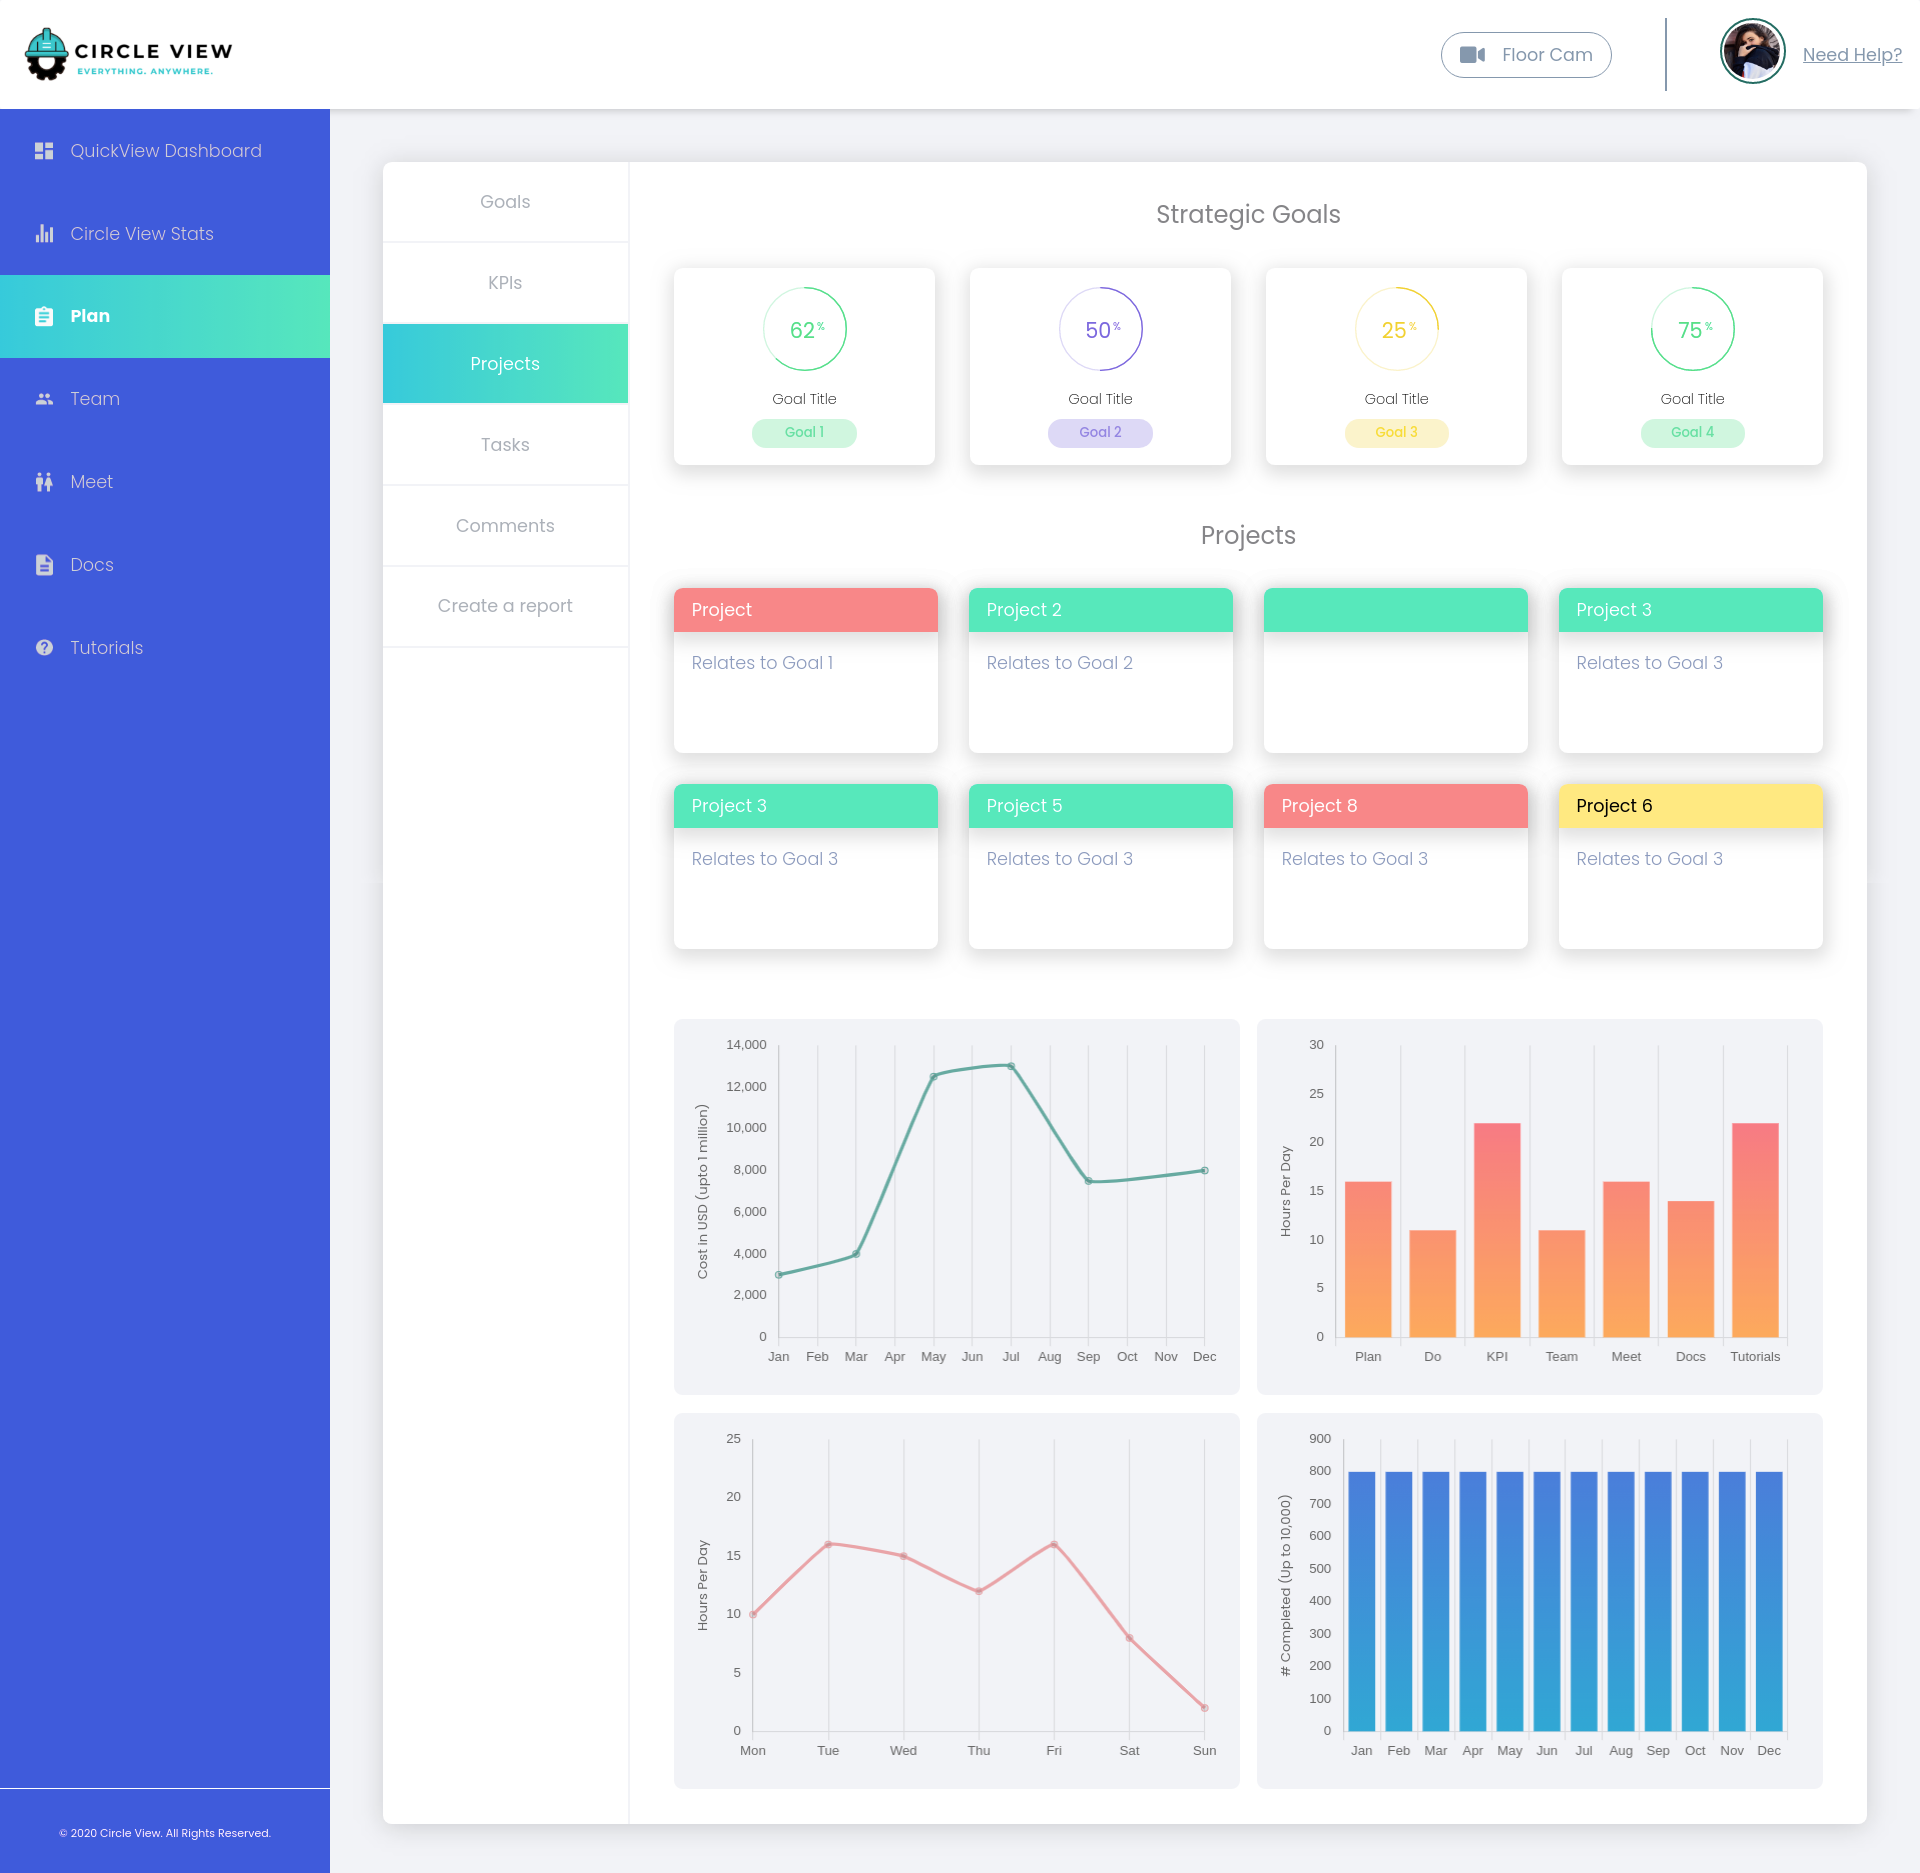 CIRCLE VIEW
EVERYTHING. ANYWHERE.
Floor Cam
Need Help?
QuickView Dashboard
Circle View Stats
Plan
Team
Meet
Docs
Tutorials
© 2020 Circle View. All Rights Reserved.
Goals
KPIs
Projects
Tasks
Comments
Create a report
Strategic Goals
62%
Goal Title
Goal 1
50%
Goal Title
Goal 2
25%
Goal Title
Goal 3
75%
Goal Title
Goal 4
Projects
Project
Relates to Goal 1
Project 2
Relates to Goal 2
Project 3
Relates to Goal 3
Project 3
Relates to Goal 3
Project 5
Relates to Goal 3
Project 8
Relates to Goal 3
Project 6
Relates to Goal 3
Cost in USD (upto 1 million)
14,000
12,000
10,000
8,000
6,000
4,000
2,000
0
Jan Feb Mar Apr May Jun Jul Aug Sep Oct Nov Dec
Hours Per Day
30
25
20
15
10
5
0
Plan Do KPI Team Meet Docs Tutorials
Hours Per Day
25
20
15
10
5
0
Mon Tue Wed Thu Fri Sat Sun
# Completed (Up to 10,000)
900
800
700
600
500
400
300
200
100
0
Jan Feb Mar Apr May Jun Jul Aug Sep Oct Nov Dec